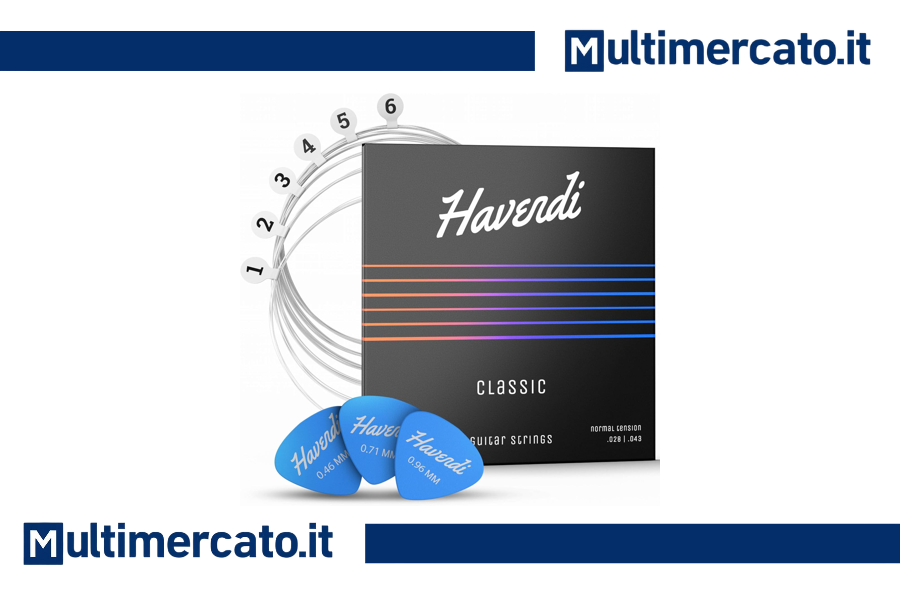 Multimercato.it
6
5
4
3
2
1
Havendi
CLASSIC
NORMAL TENSION
.028 | .043
GUITAR STRINGS
Havendi
0.46 MM
Havendi
0.71 MM
Havendi
0.96 MM
Multimercato.it